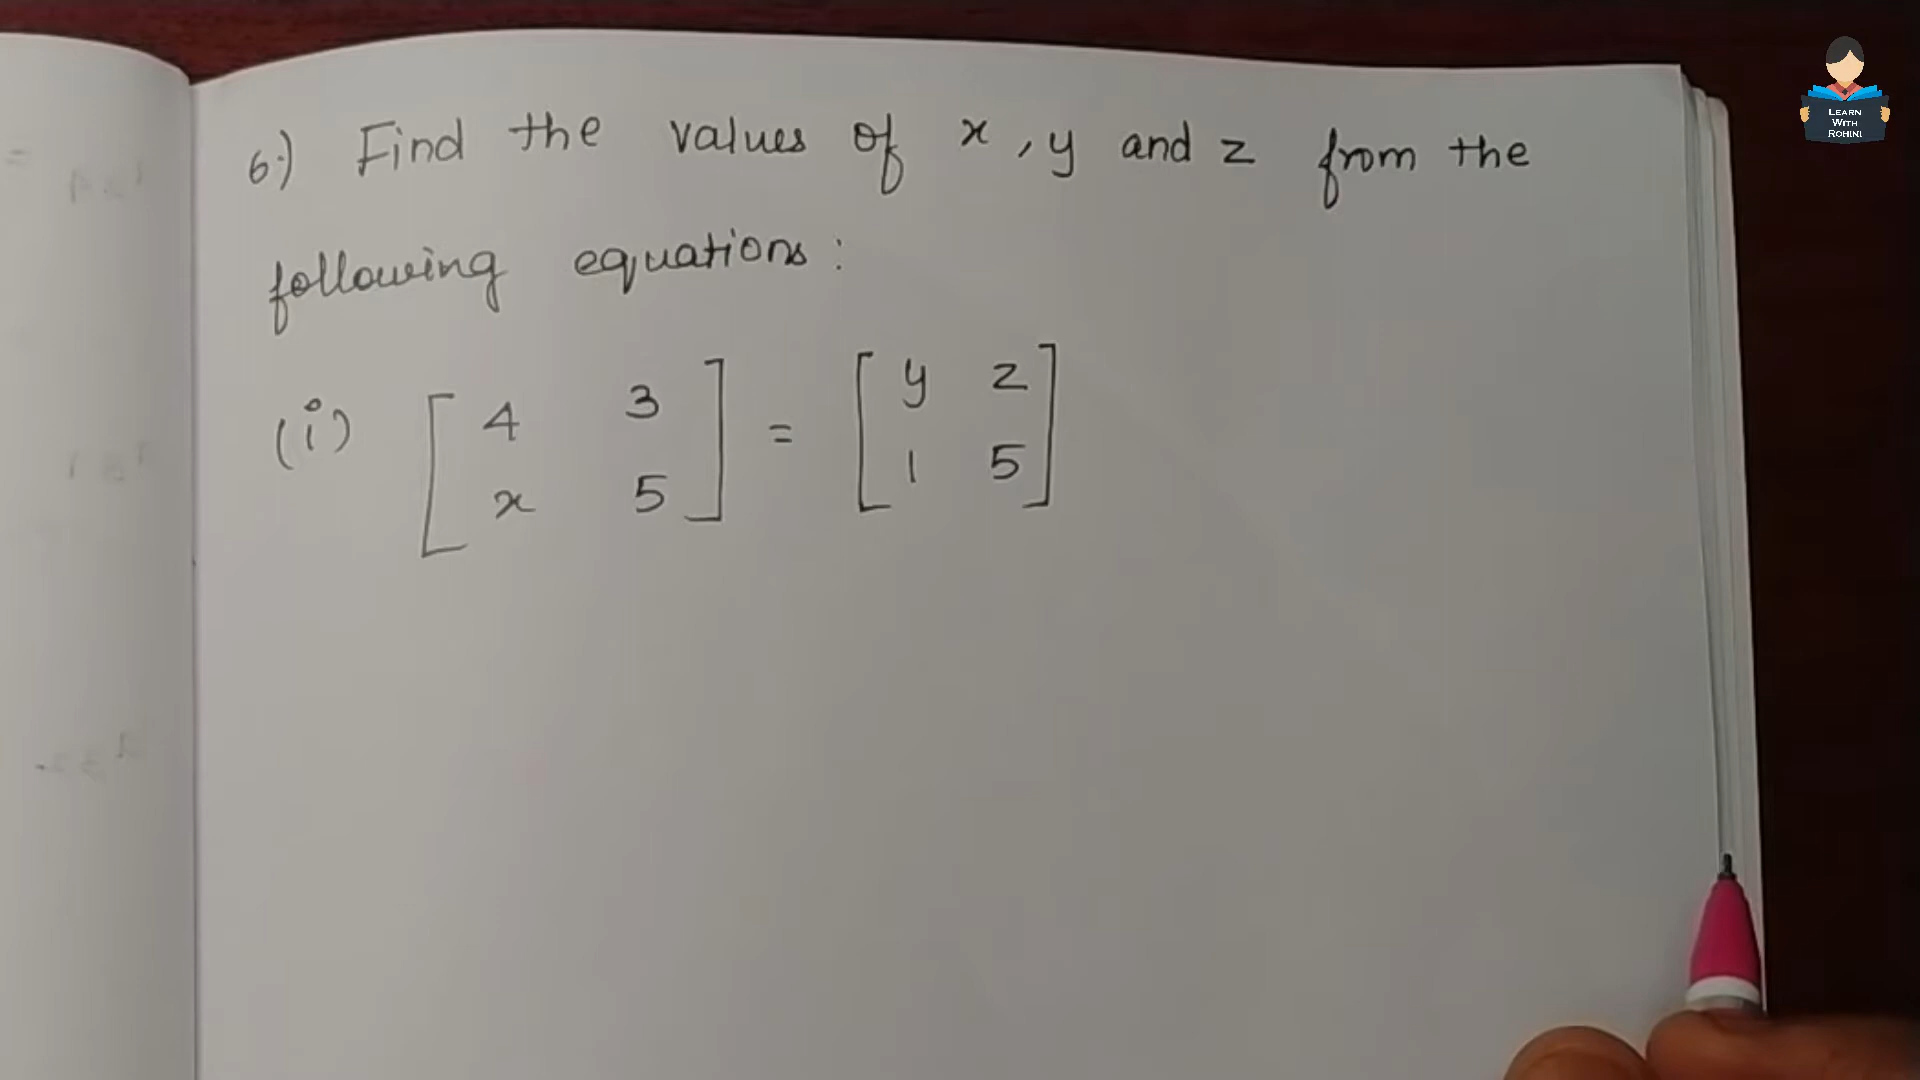 6.) Find the values of x, y and z from the
following equations:
(i) [ 4 3 ] = [ y z ]
[ x 5 ] [ 1 5 ]
LEARN
WITH
ROHINI